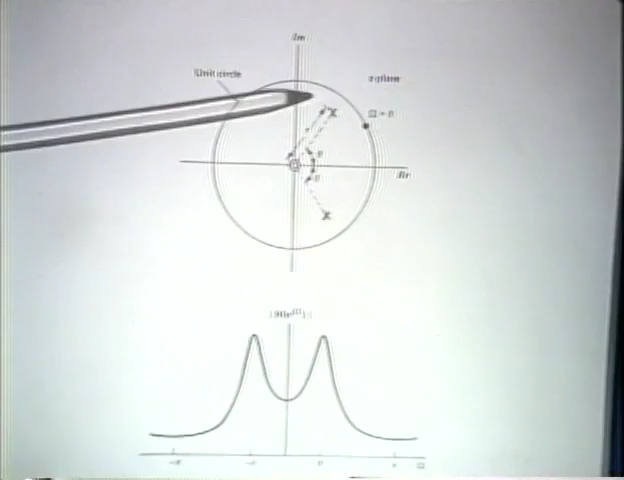 Im
Unit circle
z-plane
Ω = θ
r
θ
Re
θ
|H(e^{jΩ})|
-π -θ θ π Ω